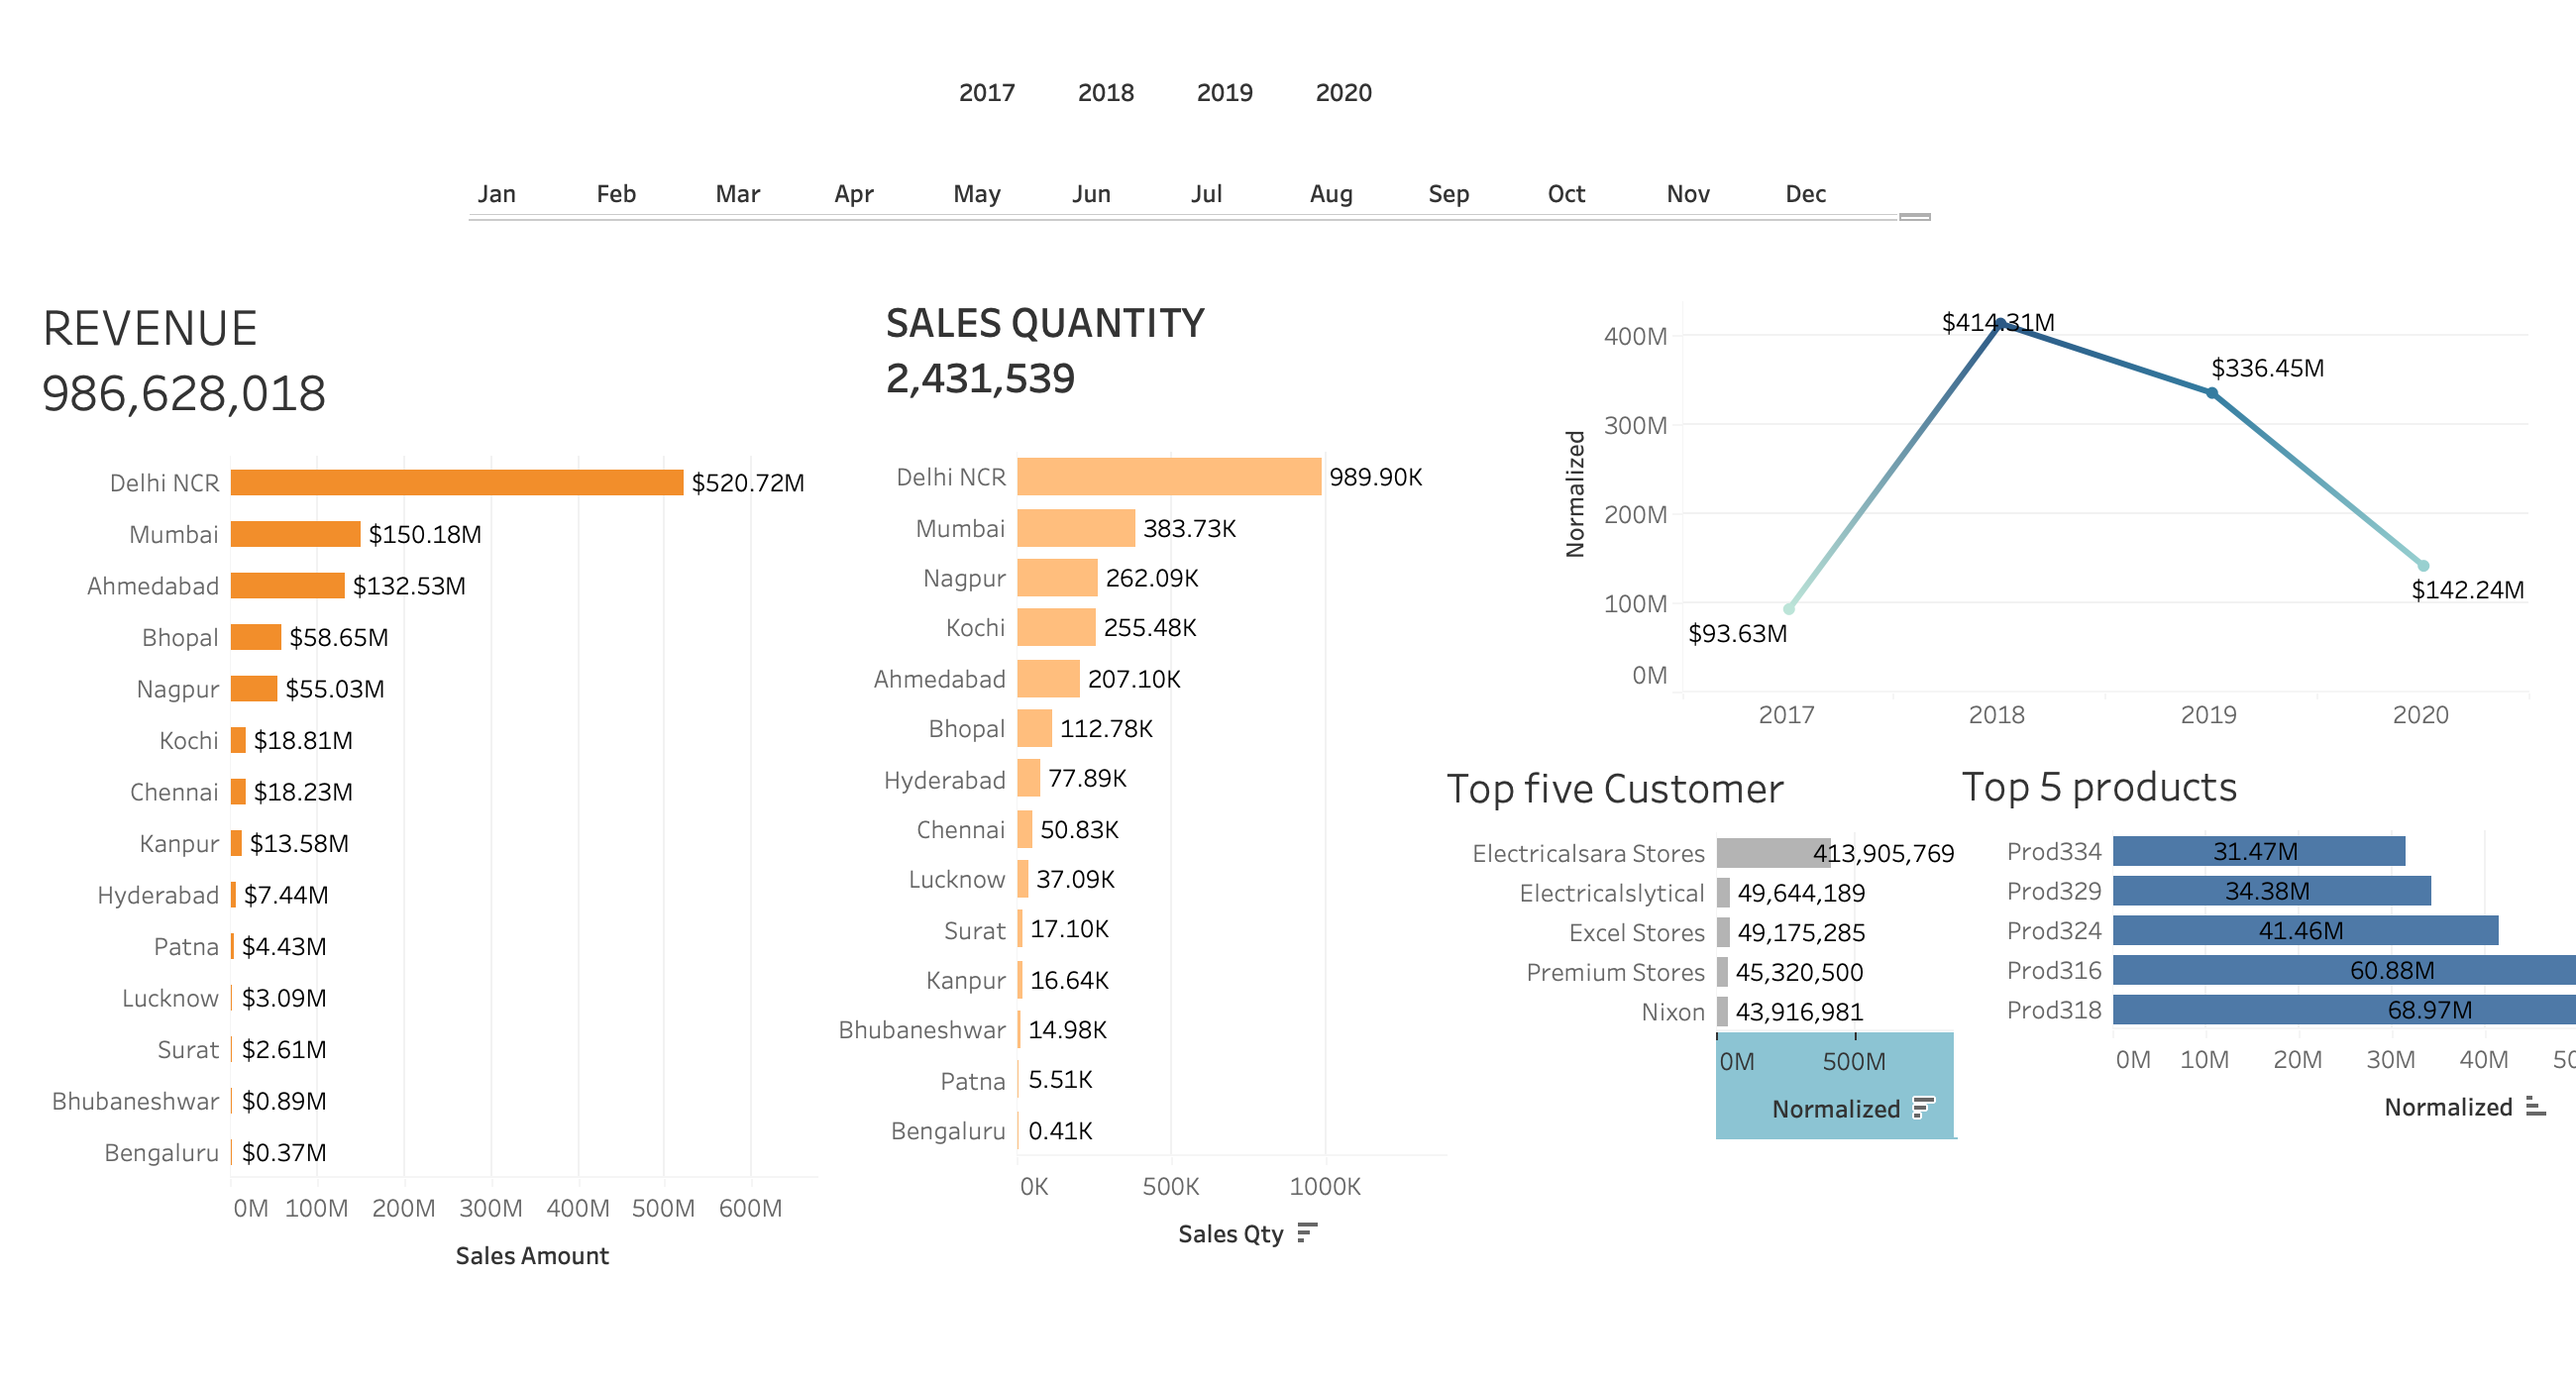 2017 2018 2019 2020
Jan Feb Mar Apr May Jun Jul Aug Sep Oct Nov Dec
REVENUE
986,628,018
Delhi NCR $520.72M
Mumbai $150.18M
Ahmedabad $132.53M
Bhopal $58.65M
Nagpur $55.03M
Kochi $18.81M
Chennai $18.23M
Kanpur $13.58M
Hyderabad $7.44M
Patna $4.43M
Lucknow $3.09M
Surat $2.61M
Bhubaneshwar $0.89M
Bengaluru $0.37M
0M 100M 200M 300M 400M 500M 600M
Sales Amount
SALES QUANTITY
2,431,539
Delhi NCR 989.90K
Mumbai 383.73K
Nagpur 262.09K
Kochi 255.48K
Ahmedabad 207.10K
Bhopal 112.78K
Hyderabad 77.89K
Chennai 50.83K
Lucknow 37.09K
Surat 17.10K
Kanpur 16.64K
Bhubaneshwar 14.98K
Patna 5.51K
Bengaluru 0.41K
0K 500K 1000K
Sales Qty
Normalized
400M
300M
200M
100M
0M
$414.31M
$336.45M
$142.24M
$93.63M
2017 2018 2019 2020
Top five Customer
Electricalsara Stores 413,905,769
Electricalslytical 49,644,189
Excel Stores 49,175,285
Premium Stores 45,320,500
Nixon 43,916,981
0M 500M
Normalized
Top 5 products
Prod334 31.47M
Prod329 34.38M
Prod324 41.46M
Prod316 60.88M
Prod318 68.97M
0M 10M 20M 30M 40M
Normalized